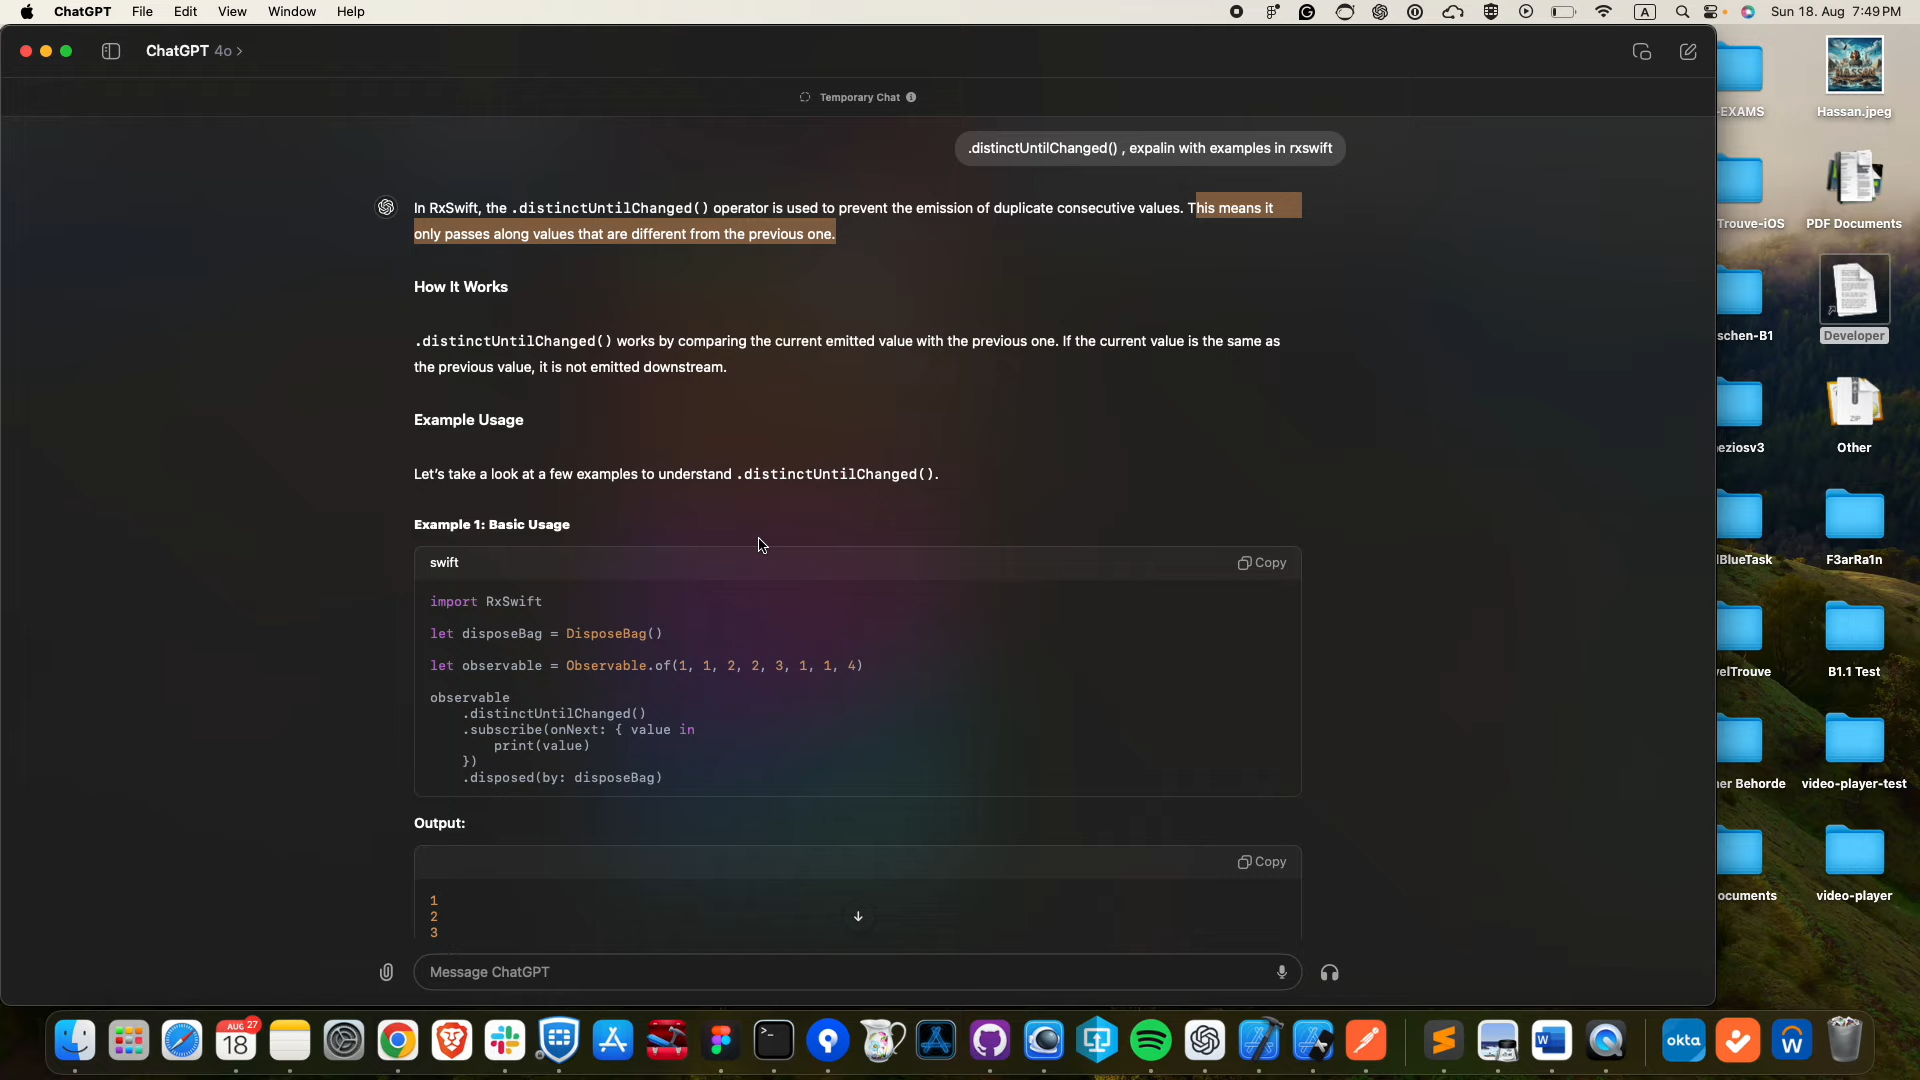 ChatGPT File Edit View Window Help
A
Sun 18. Aug 7:49 PM
ChatGPT 4o >
Temporary Chat
.distinctUntilChanged() , expalin with examples in rxswift
In RxSwift, the .distinctUntilChanged() operator is used to prevent the emission of duplicate consecutive values. This means it
only passes along values that are different from the previous one.
How It Works
.distinctUntilChanged() works by comparing the current emitted value with the previous one. If the current value is the same as
the previous value, it is not emitted downstream.
Example Usage
Let's take a look at a few examples to understand .distinctUntilChanged().
Example 1: Basic Usage
swift
Copy
import RxSwift
let disposeBag = DisposeBag()
let observable = Observable.of(1, 1, 2, 2, 3, 1, 1, 4)
observable
.distinctUntilChanged()
.subscribe(onNext: { value in
print(value)
})
.disposed(by: disposeBag)
Output:
Copy
1
2
3
Message ChatGPT
-EXAMS
Hassan.jpeg
Trouve-iOS
PDF Documents
schen-B1
Developer
eziosv3
ZIP
Other
lBlueTask
F3arRa1n
velTrouve
B1.1 Test
er Behorde
video-player-test
ocuments
video-player
AUG 27
18
okta
W